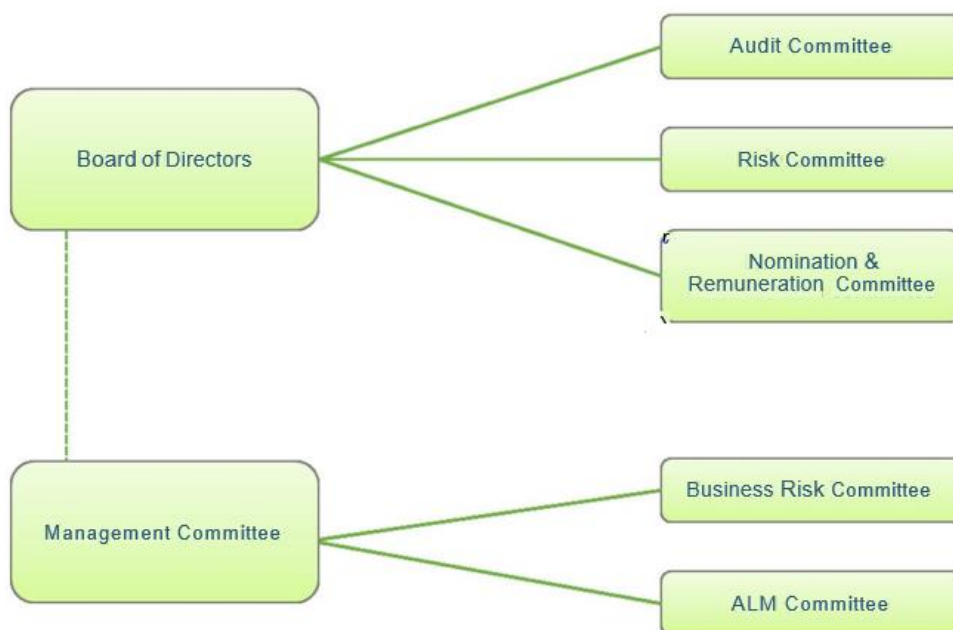 Audit Committee
Board of Directors
Risk Committee
Nomination &
Remuneration Committee
Business Risk Committee
Management Committee
ALM Committee